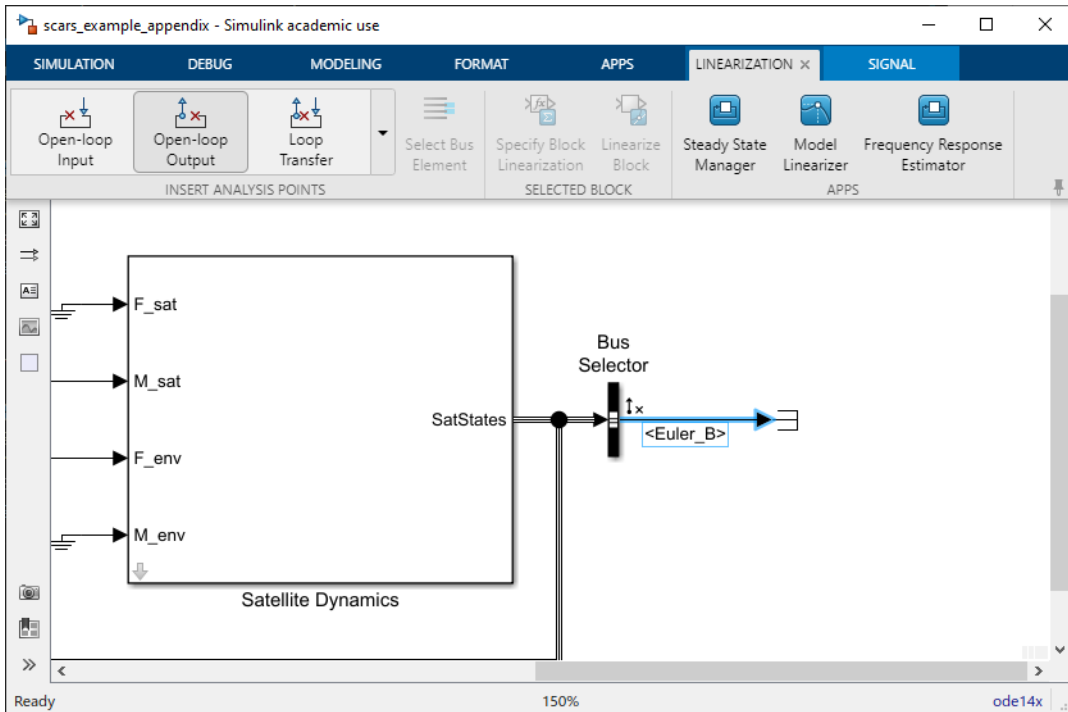 scars_example_appendix - Simulink academic use
SIMULATION DEBUG MODELING FORMAT APPS LINEARIZATION × SIGNAL
Open-loop Input
Open-loop Output
Loop Transfer
Select Bus Element
Specify Block Linearization
Linearize Block
Steady State Manager
Model Linearizer
Frequency Response Estimator
INSERT ANALYSIS POINTS SELECTED BLOCK APPS
F_sat
M_sat
F_env
M_env
SatStates
Satellite Dynamics
Bus
Selector
<Euler_B>
Ready 150% ode14x